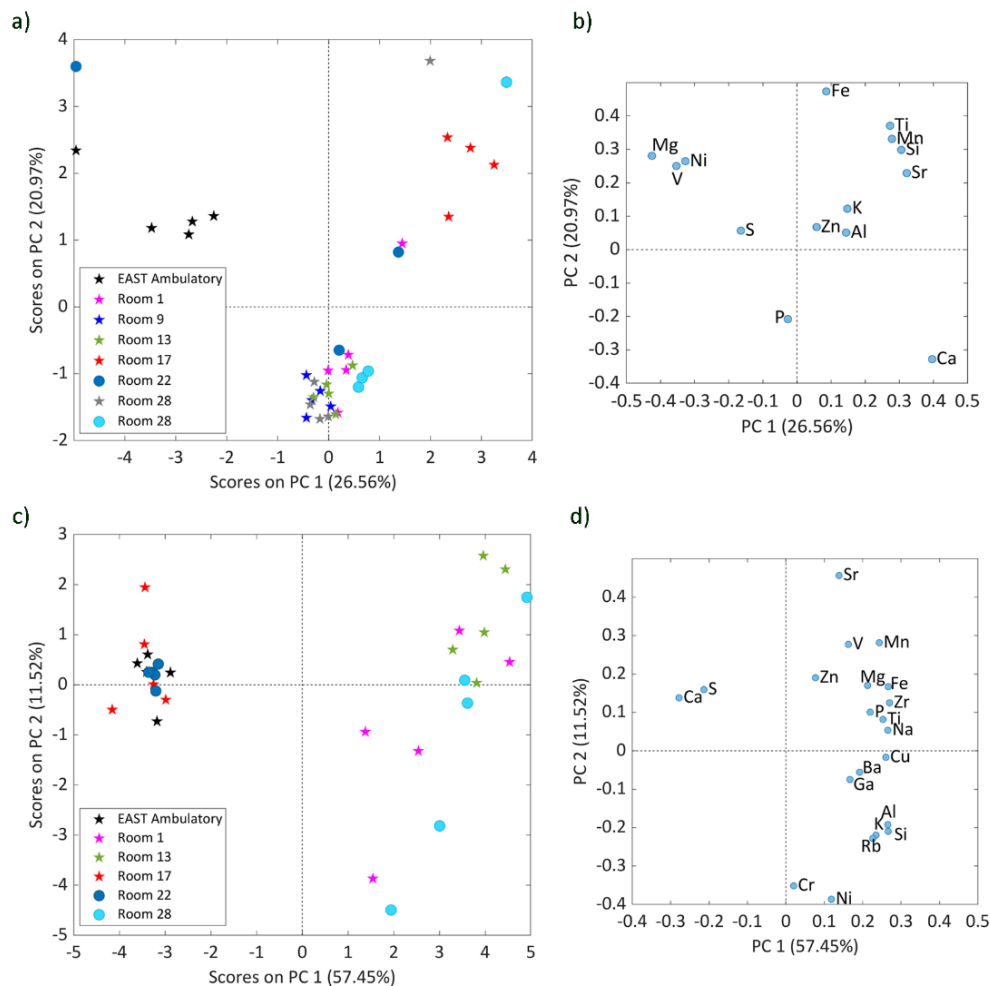 a)
4
3
2
1
0
-1
-2
-4
-3
-2
-1
0
1
2
3
4
Scores on PC 2 (20.97%)
Scores on PC 1 (26.56%)
EAST Ambulatory
Room 1
Room 9
Room 13
Room 17
Room 22
Room 28
Room 28
b)
0.4
0.3
0.2
0.1
0
-0.1
-0.2
-0.3
-0.4
-0.5
-0.4
-0.3
-0.2
-0.1
0
0.1
0.2
0.3
0.4
0.5
PC 2 (20.97%)
PC 1 (26.56%)
Fe
Ti
Mn
Si
Mg
Ni
V
Sr
K
S
Zn
Al
P
Ca
c)
3
2
1
0
-1
-2
-3
-4
-5
-5
-4
-3
-2
-1
0
1
2
3
4
5
Scores on PC 2 (11.52%)
Scores on PC 1 (57.45%)
EAST Ambulatory
Room 1
Room 13
Room 17
Room 22
Room 28
d)
0.4
0.3
0.2
0.1
0
-0.1
-0.2
-0.3
-0.4
-0.4
-0.3
-0.2
-0.1
0
0.1
0.2
0.3
0.4
0.5
PC 2 (11.52%)
PC 1 (57.45%)
Sr
V
Mn
Zn
Mg
Fe
S
Ca
Zr
P
Ti
Na
Cu
Ba
Ga
Al
K
Si
Rb
Cr
Ni